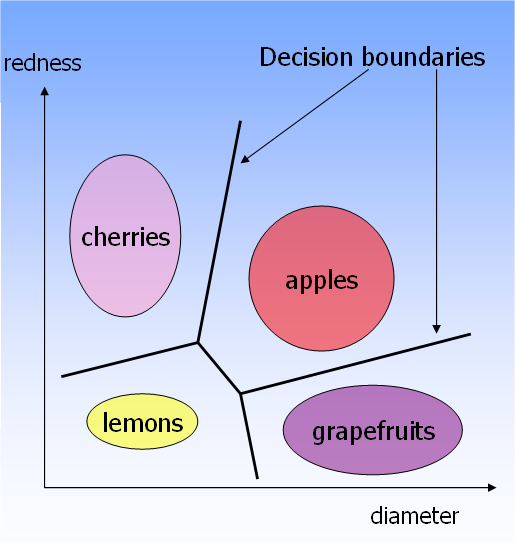 Decision boundaries
redness
cherries
apples
lemons
grapefruits
diameter